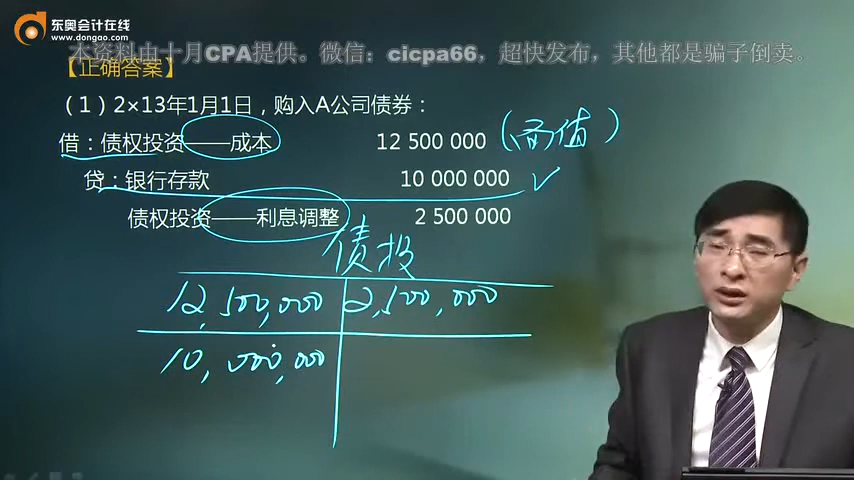 东奥会计在线
www.dongao.com
本资料由十月CPA提供。微信：cicpa66，超快发布，其他都是骗子倒卖。
【正确答案】
（1）2×13年1月1日，购入A公司债券：
借：债权投资——成本 12 500 000 (面值)
贷：银行存款 10 000 000
债权投资——利息调整 2 500 000
债投
12,500,000 2,500,000
10,000,000